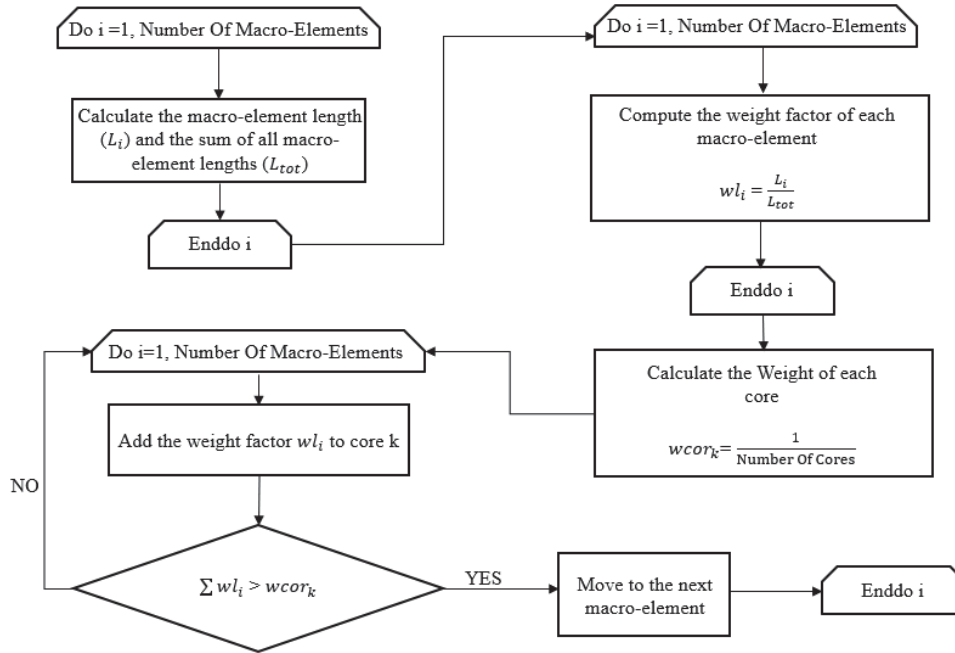 Do i =1, Number Of Macro-Elements
Calculate the macro-element length
(L_i) and the sum of all macro-
element lengths (L_tot)
Enddo i
Do i=1, Number Of Macro-Elements
Compute the weight factor of each
macro-element
wl_i = L_i / L_tot
Enddo i
Calculate the Weight of each
core
wcor_k= 1 / Number Of Cores
Do i=1, Number Of Macro-Elements
Add the weight factor wl_i to core k
NO
∑ wl_i > wcor_k
YES
Move to the next
macro-element
Enddo i